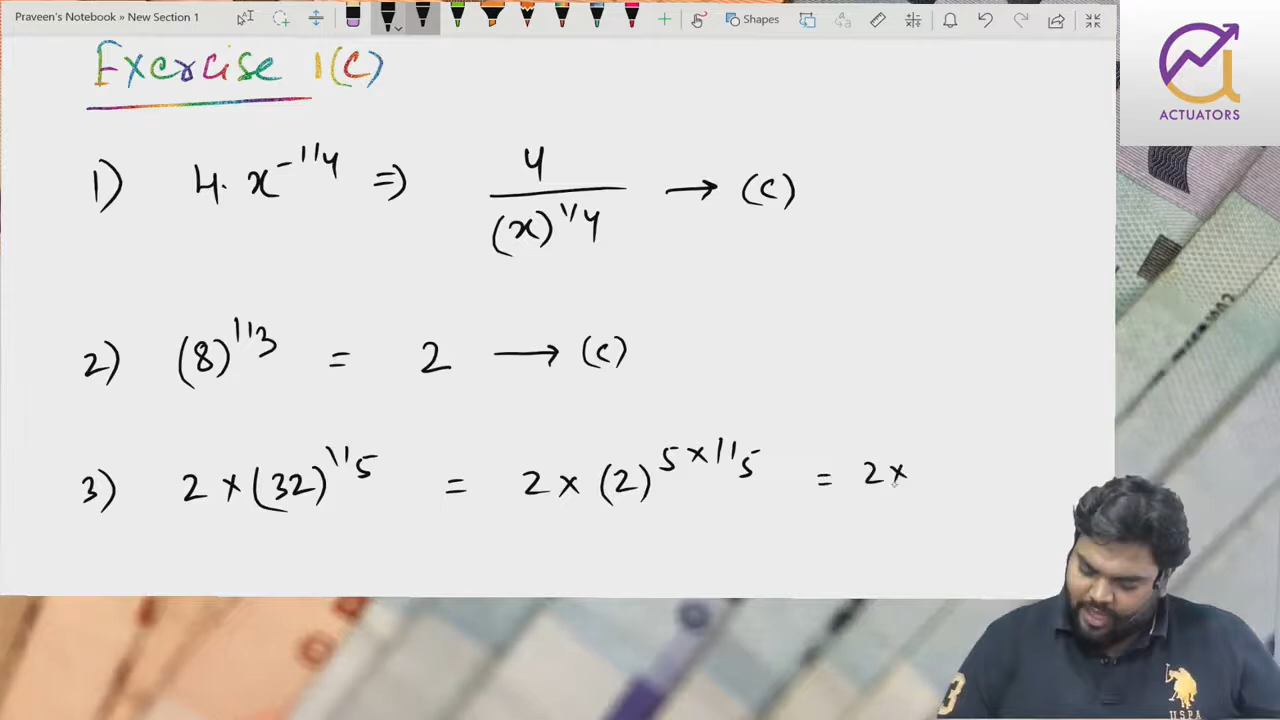 Praveen's Notebook » New Section 1
Shapes
ACTUATORS
Exercise 1(C)
1) 4. x^-1/4 => 4/(x)^1/4 → (c)
2) (8)^1/3 = 2 → (c)
3) 2 × (32)^1/5 = 2 × (2)^5×1/5 = 2 ×
3
U.S.P.A